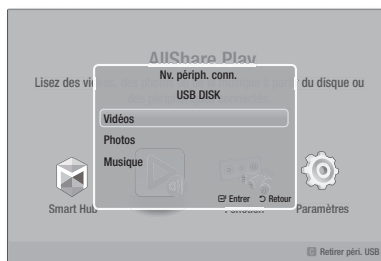 AllShare Play
Nv. périph. conn.
Lisez des du disque ou
USB DISK
Vidéos
Photos
Musique
Entrer Retour
Smart Hub Function Paramètres
Retirer péri. USB